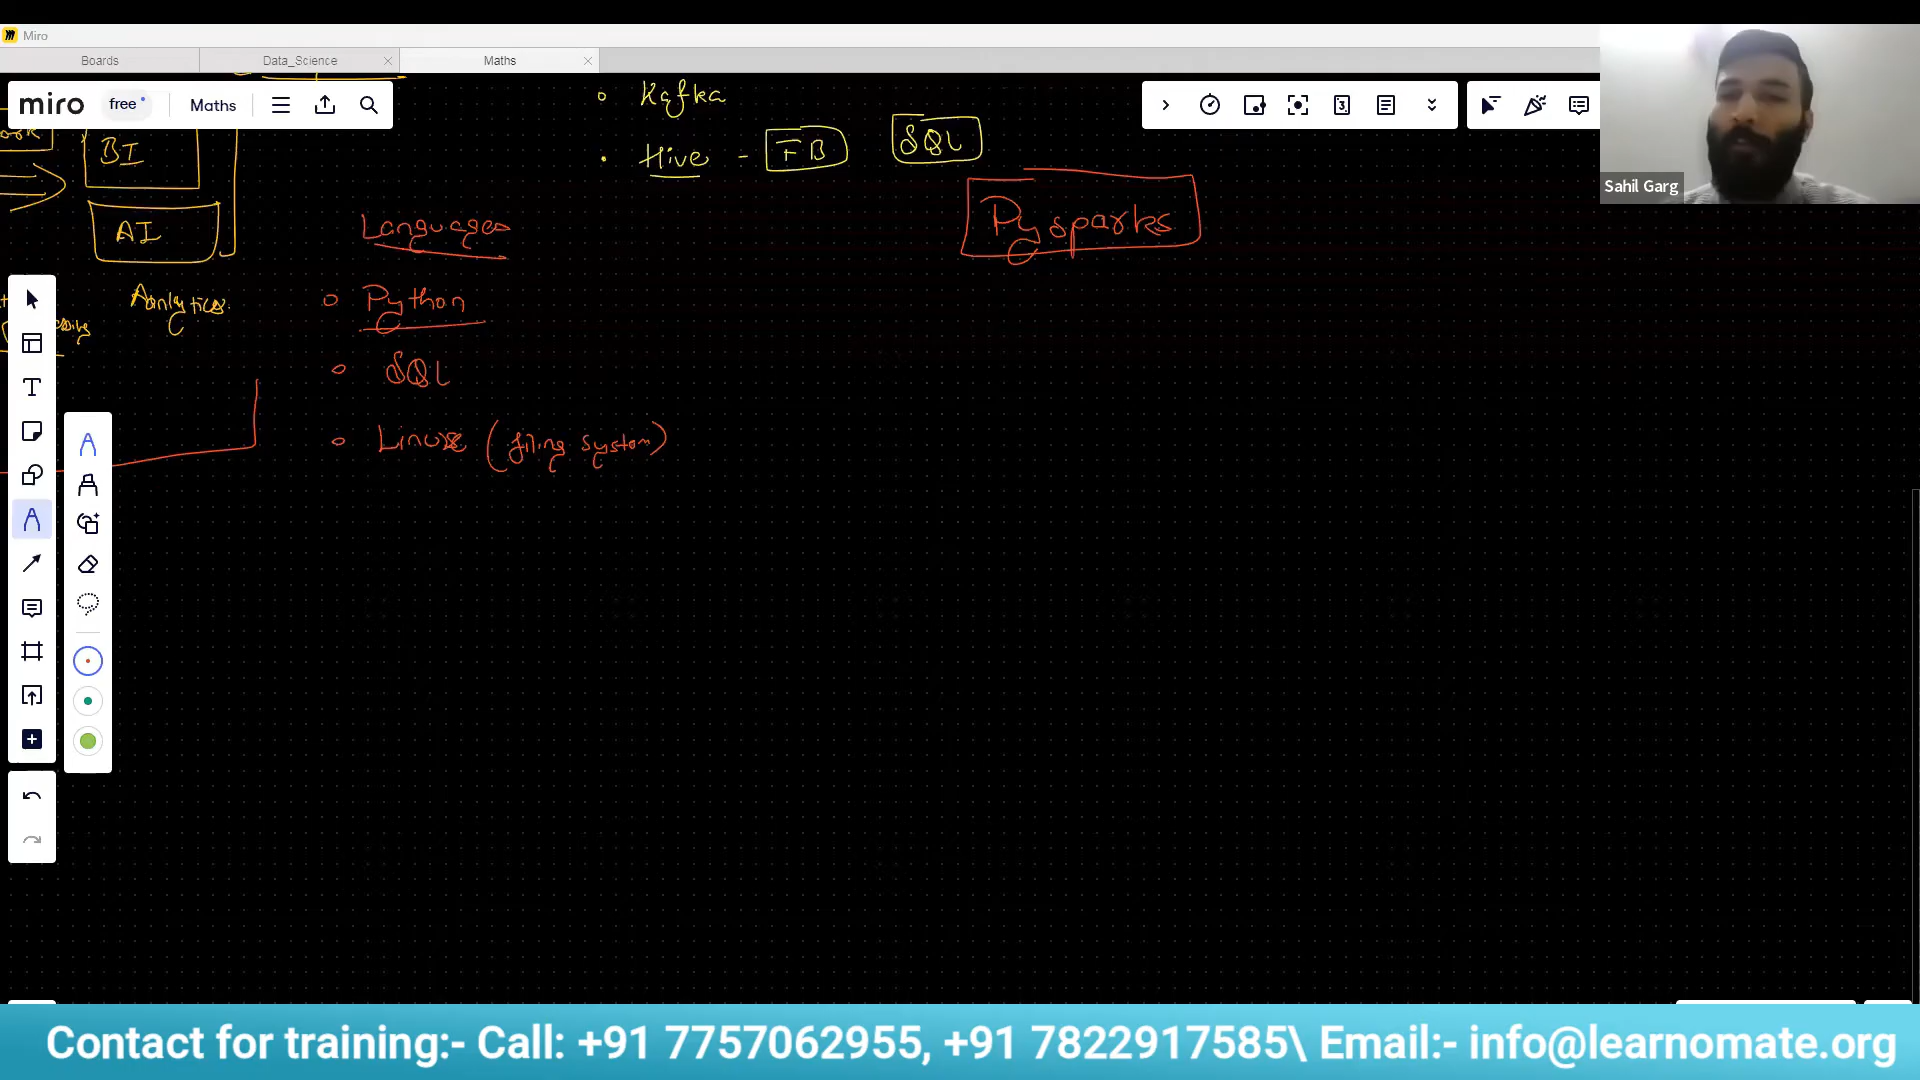 Miro
Boards
Data_Science
Maths
miro
free
Maths
Kafka
Hive - FB
SQL
BI
AI
Analytics
Languages
Pysparks
Python
SQL
Linux (filing system)
3
Sahil Garg
Contact for training:- Call: +91 7757062955, +91 7822917585\ Email:- info@learnomate.org